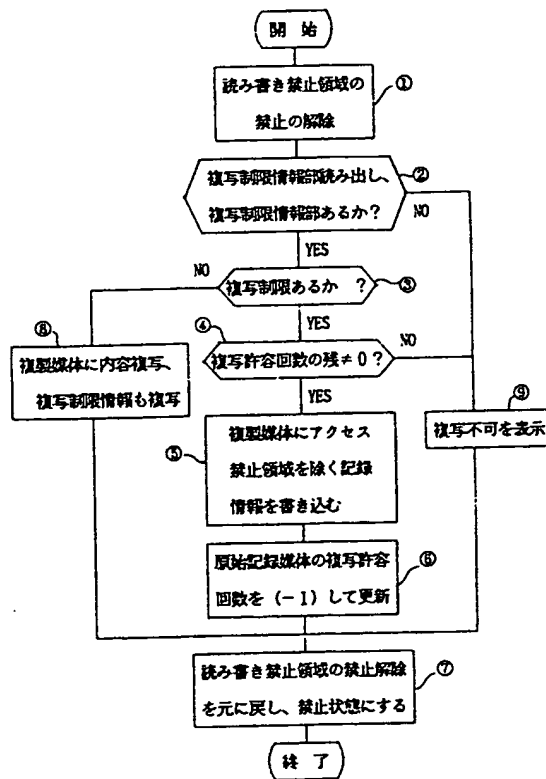 開 始
読み書き禁止領域の
禁止の解除
①
複写制限情報部読み出し、
複写制限情報部あるか？
②
NO
YES
NO
複写制限あるか ？
③
YES
④
複写許容回数の残≠０？
NO
⑧
複製媒体に内容複写、
複写制限情報も複写
YES
⑨
複写不可を表示
⑤
複製媒体にアクセス
禁止領域を除く記録
情報を書き込む
原始記録媒体の複写許容
回数を（－１）して更新
⑥
読み書き禁止領域の禁止解除
を元に戻し、禁止状態にする
⑦
終 了